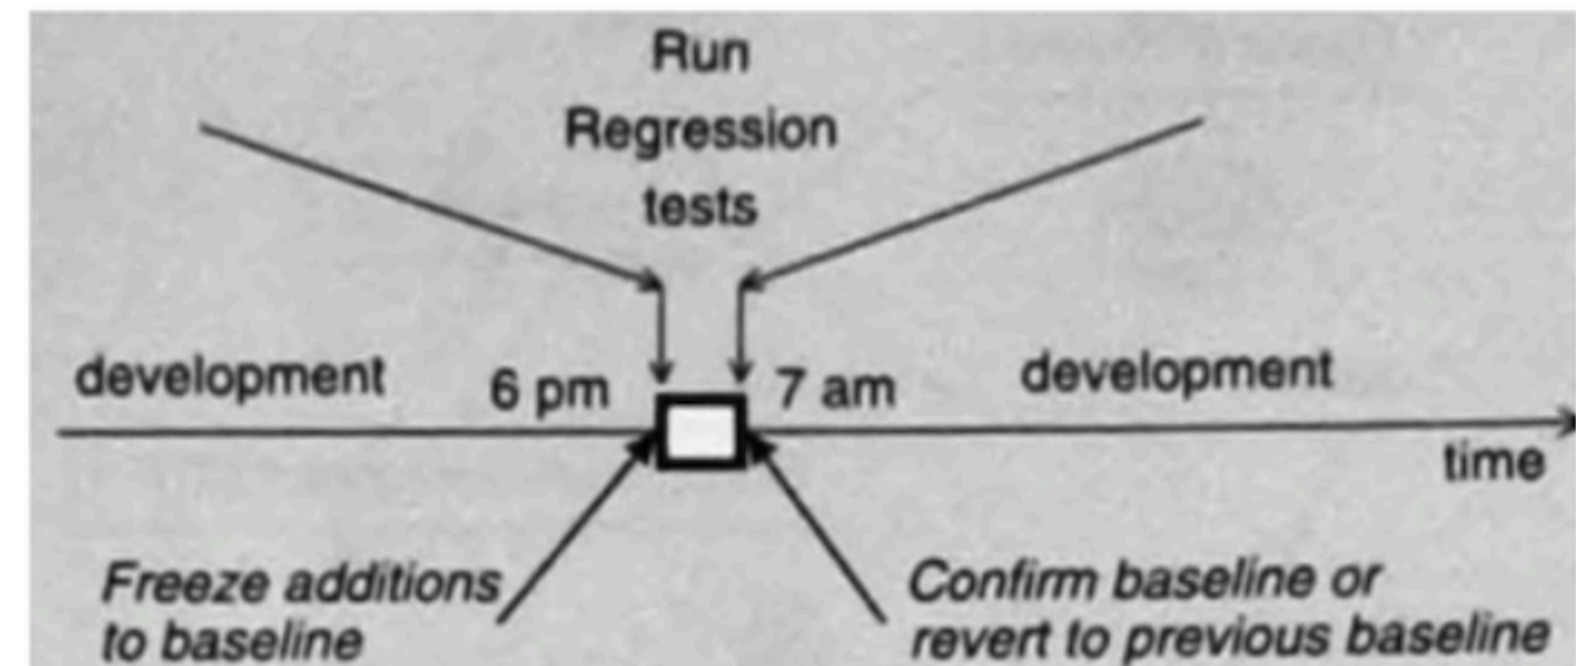 Run
Regression
tests
development
6 pm
7 am
development
time
Freeze additions
to baseline
Confirm baseline or
revert to previous baseline